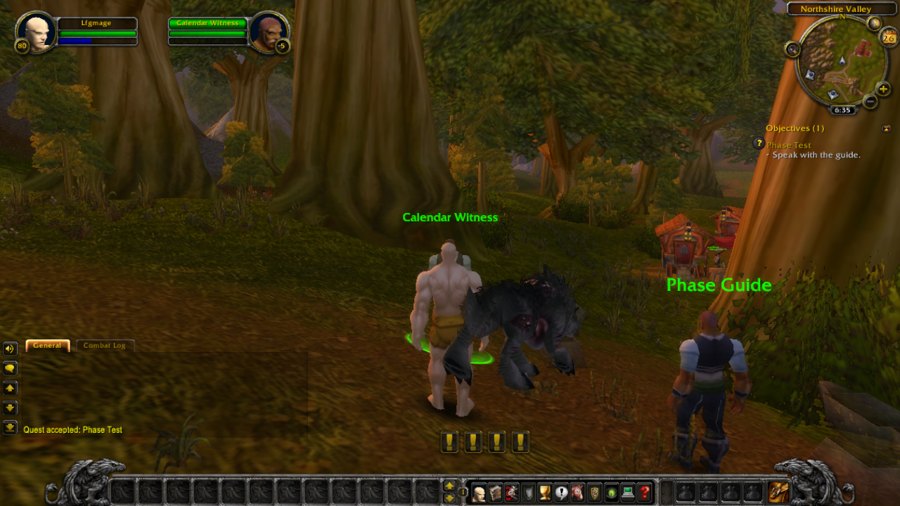 Lfgmage
80
Calendar Witness
-5
Northshire Valley
N
6:35
Objectives (1)
Phase Test
- Speak with the guide.
Calendar Witness
Phase Guide
General
Combat Log
Quest accepted: Phase Test